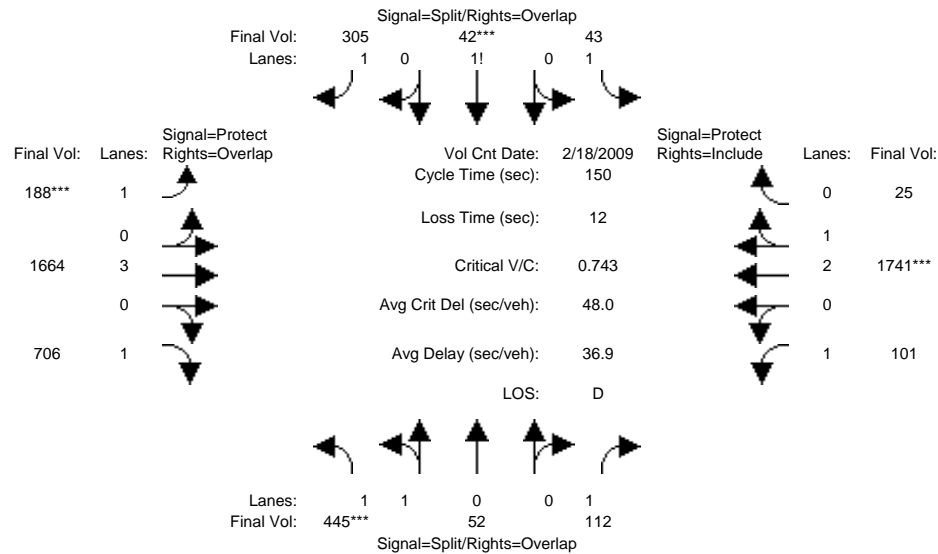 Signal=Split/Rights=Overlap
Final Vol: 305 42*** 43
Lanes: 1 0 1! 0 1
Signal=Protect Signal=Protect
Final Vol: Lanes: Rights=Overlap Vol Cnt Date: 2/18/2009 Rights=Include Lanes: Final Vol:
Cycle Time (sec): 150
188*** 1 0 25
Loss Time (sec): 12
0 1
1664 3 Critical V/C: 0.743 2 1741***
0 Avg Crit Del (sec/veh): 48.0 0
706 1 Avg Delay (sec/veh): 36.9 1 101
LOS: D
Lanes: 1 1 0 0 1
Final Vol: 445*** 52 112
Signal=Split/Rights=Overlap